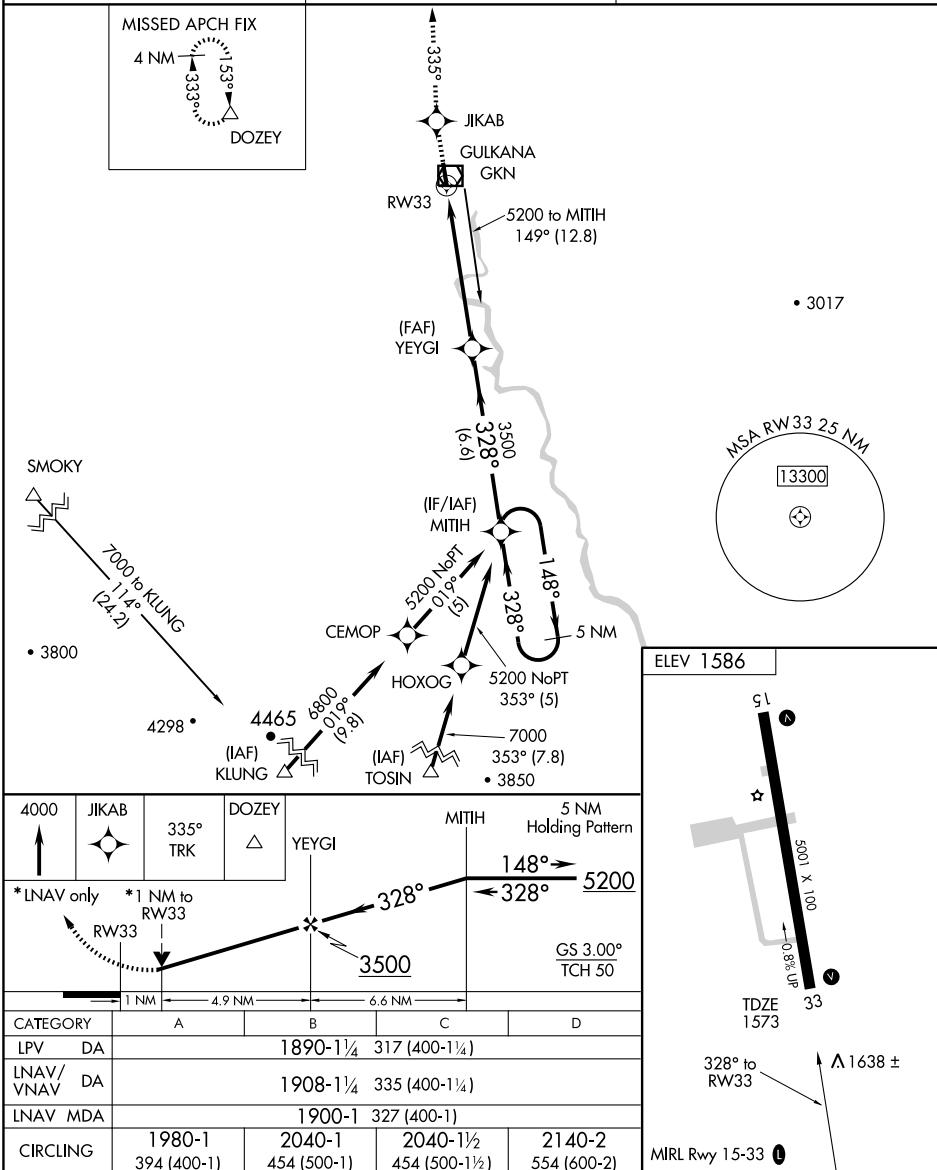 MISSED APCH FIX
4 NM
333°
153°
DOZEY
335°
JIKAB
GULKANA
GKN
RW33
5200 to MITIH
149° (12.8)
3017
(FAF)
YEYGI
3500
328°
(6.6)
MSA RW33 25 NM
13300
SMOKY
7000 to KLUNG
114°
(24.2)
(IF/IAF)
MITIH
5200 NoPT
019°
(5)
148°
328°
5 NM
CEMOP
3800
HOXOG
5200 NoPT
353° (5)
6800
019°
(9.8)
4298
4465
(IAF)
KLUNG
7000
353° (7.8)
(IAF)
TOSIN
3850
ELEV 1586
15
V
5001 X 100
0.8% UP
V
33
TDZE
1573
328° to
RW33
1638 ±
MIRL Rwy 15-33 L
4000
JIKAB
335°
TRK
DOZEY
YEYGI
MITIH
5 NM
Holding Pattern
148°
328°
5200
328°
*LNAV only
*1 NM to
RW33
RW33
3500
GS 3.00°
TCH 50
1 NM
4.9 NM
6.6 NM
CATEGORY A B C D
LPV DA 1890-1¼ 317 (400-1¼)
LNAV/
VNAV DA 1908-1¼ 335 (400-1¼)
LNAV MDA 1900-1 327 (400-1)
CIRCLING 1980-1 2040-1 2040-1½ 2140-2
394 (400-1) 454 (500-1) 454 (500-1½) 554 (600-2)